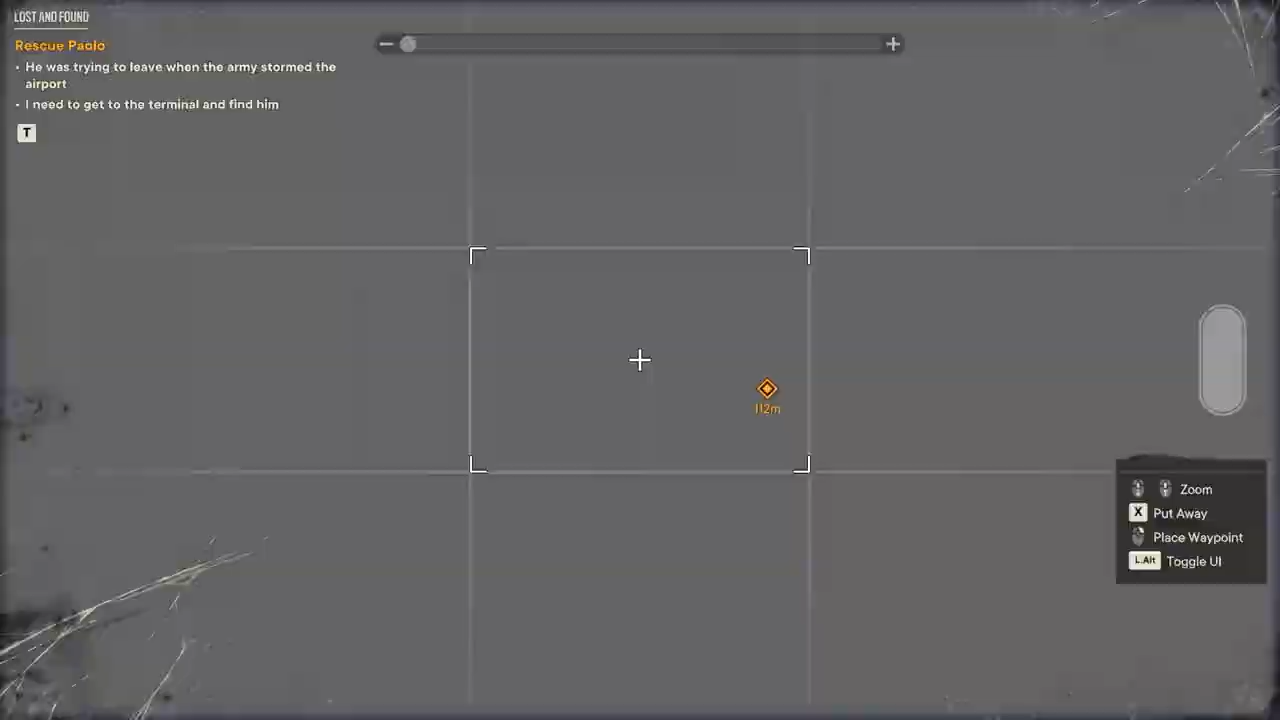 LOST AND FOUND
Rescue Paolo
• He was trying to leave when the army stormed the
airport
• I need to get to the terminal and find him
T
112m
Zoom
X Put Away
Place Waypoint
L.Alt Toggle UI